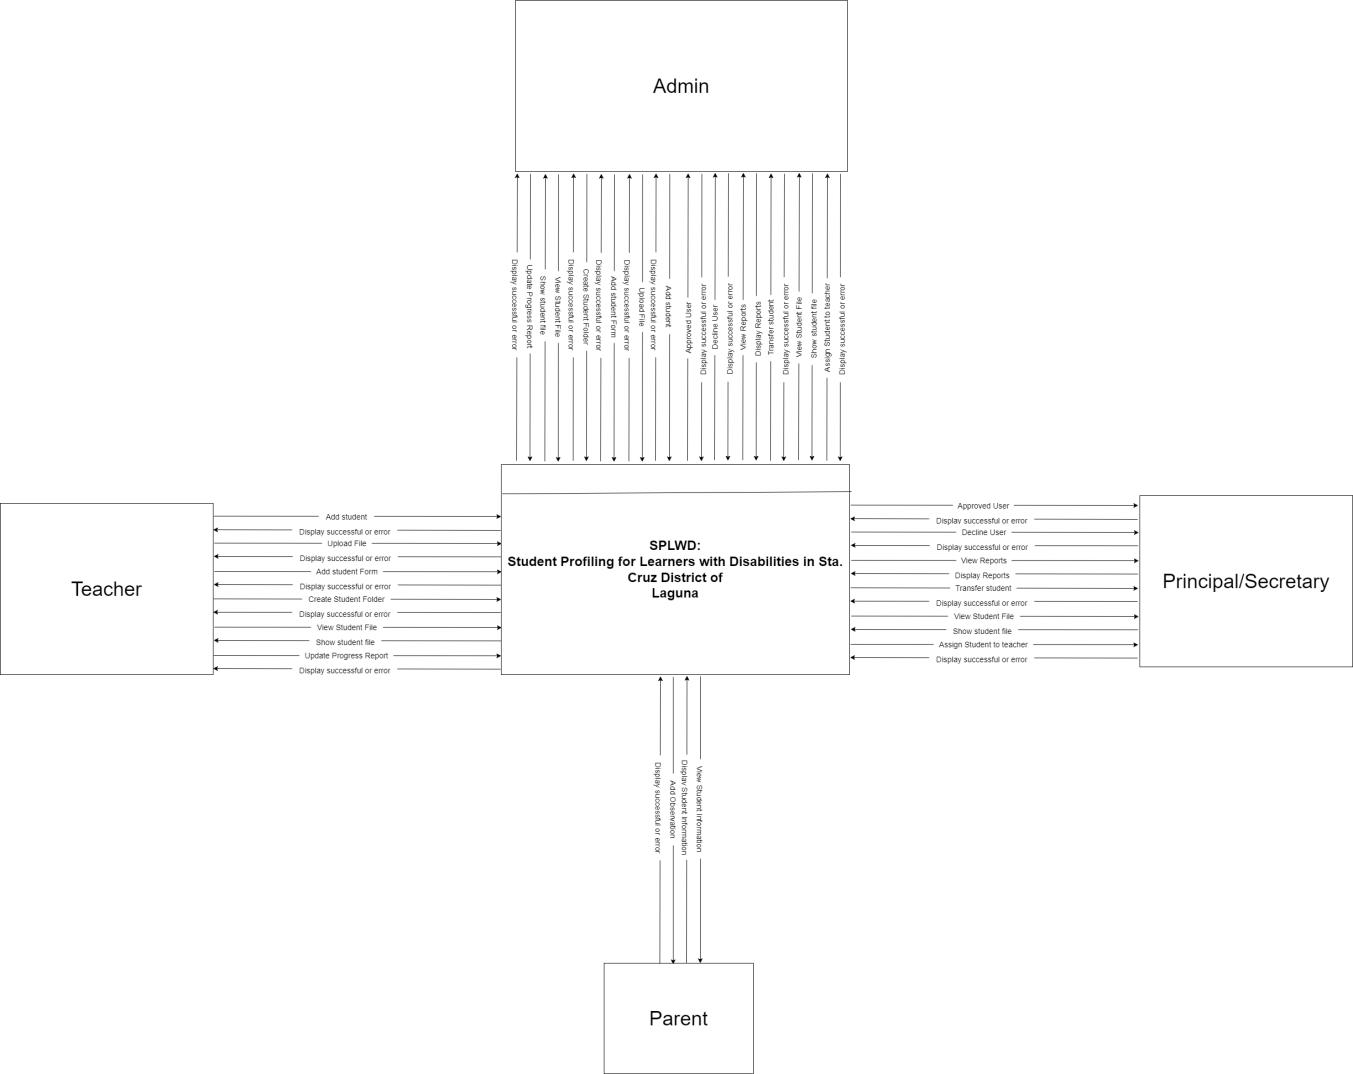 Admin
Display successful or error
Update Progress Report
Show student file
View Student File
Display successful or error
Create Student Folder
Display successful or error
Add student Form
Display successful or error
Upload File
Display successful or error
Add student
Approved User
Display successful or error
Decline User
Display successful or error
View Reports
Display Reports
Transfer student
Display successful or error
View Student File
Show student file
Assign Student to teacher
Display successful or error
Teacher
Add student
Display successful or error
Upload File
Display successful or error
Add student Form
Display successful or error
Create Student Folder
Display successful or error
View Student File
Show student file
Update Progress Report
Display successful or error
SPLWD:
Student Profiling for Learners with Disabilities in Sta.
Cruz District of
Laguna
Approved User
Display successful or error
Decline User
Display successful or error
View Reports
Display Reports
Transfer student
Display successful or error
View Student File
Show student file
Assign Student to teacher
Display successful or error
Principal/Secretary
Display successful or error
Add Observation
Display Student Information
View Student Information
Parent